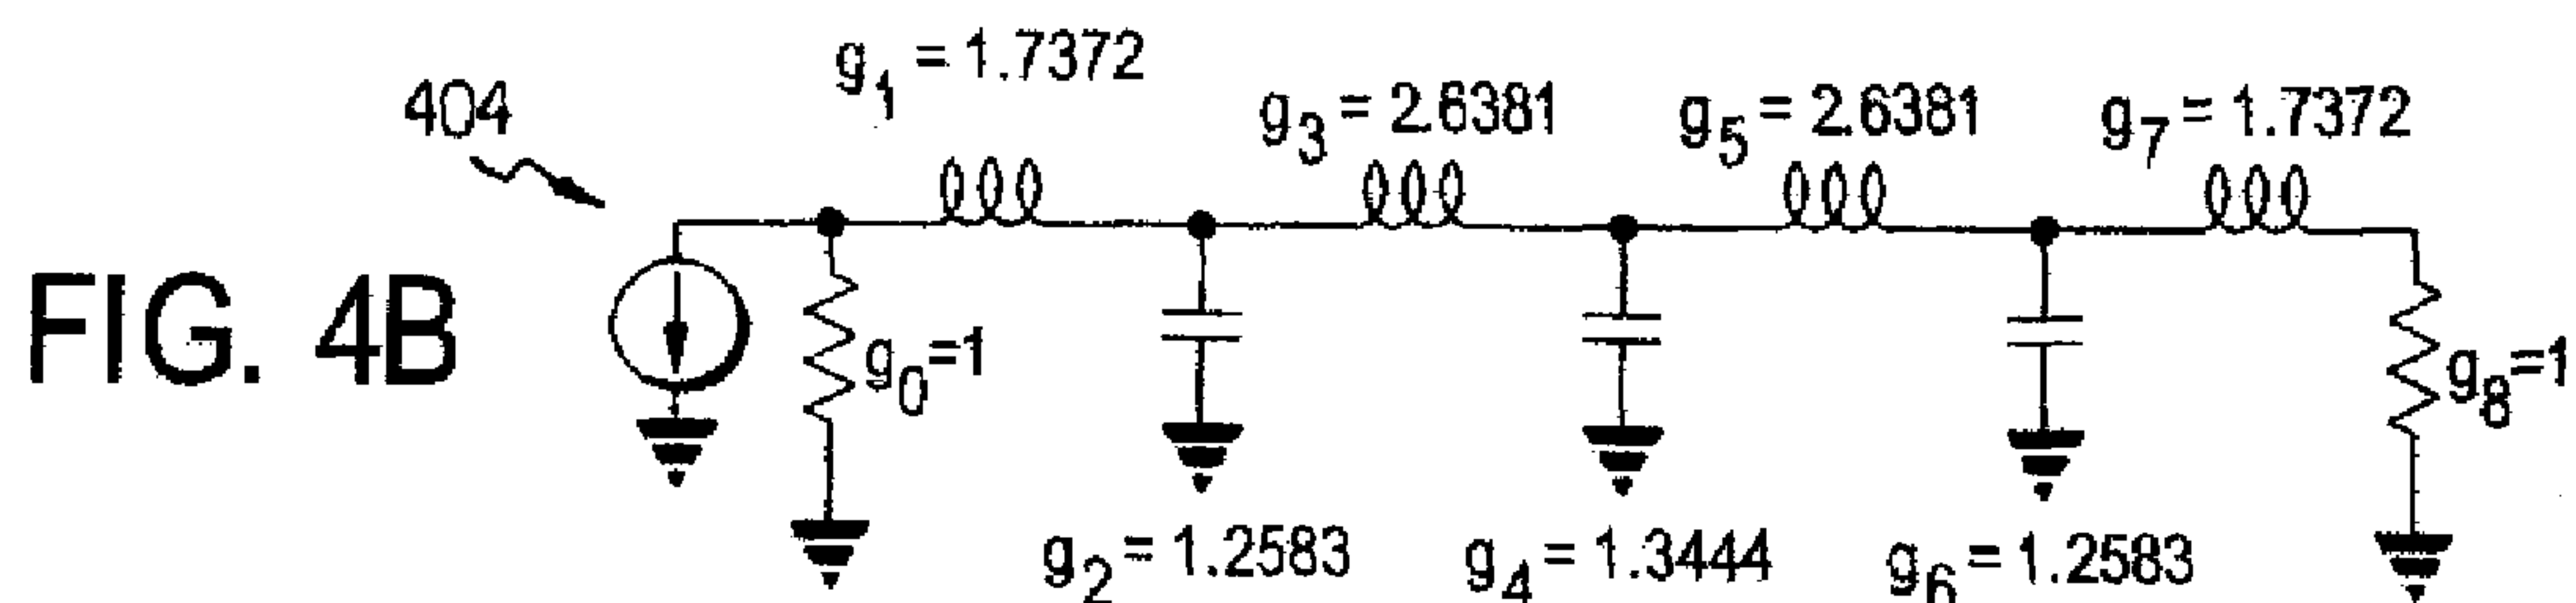 404
g1 = 1.7372
g3 = 2.6381
g5 = 2.6381
g7 = 1.7372
FIG. 4B
g0=1
g8=1
g2 = 1.2583
g4 = 1.3444
g6 = 1.2583